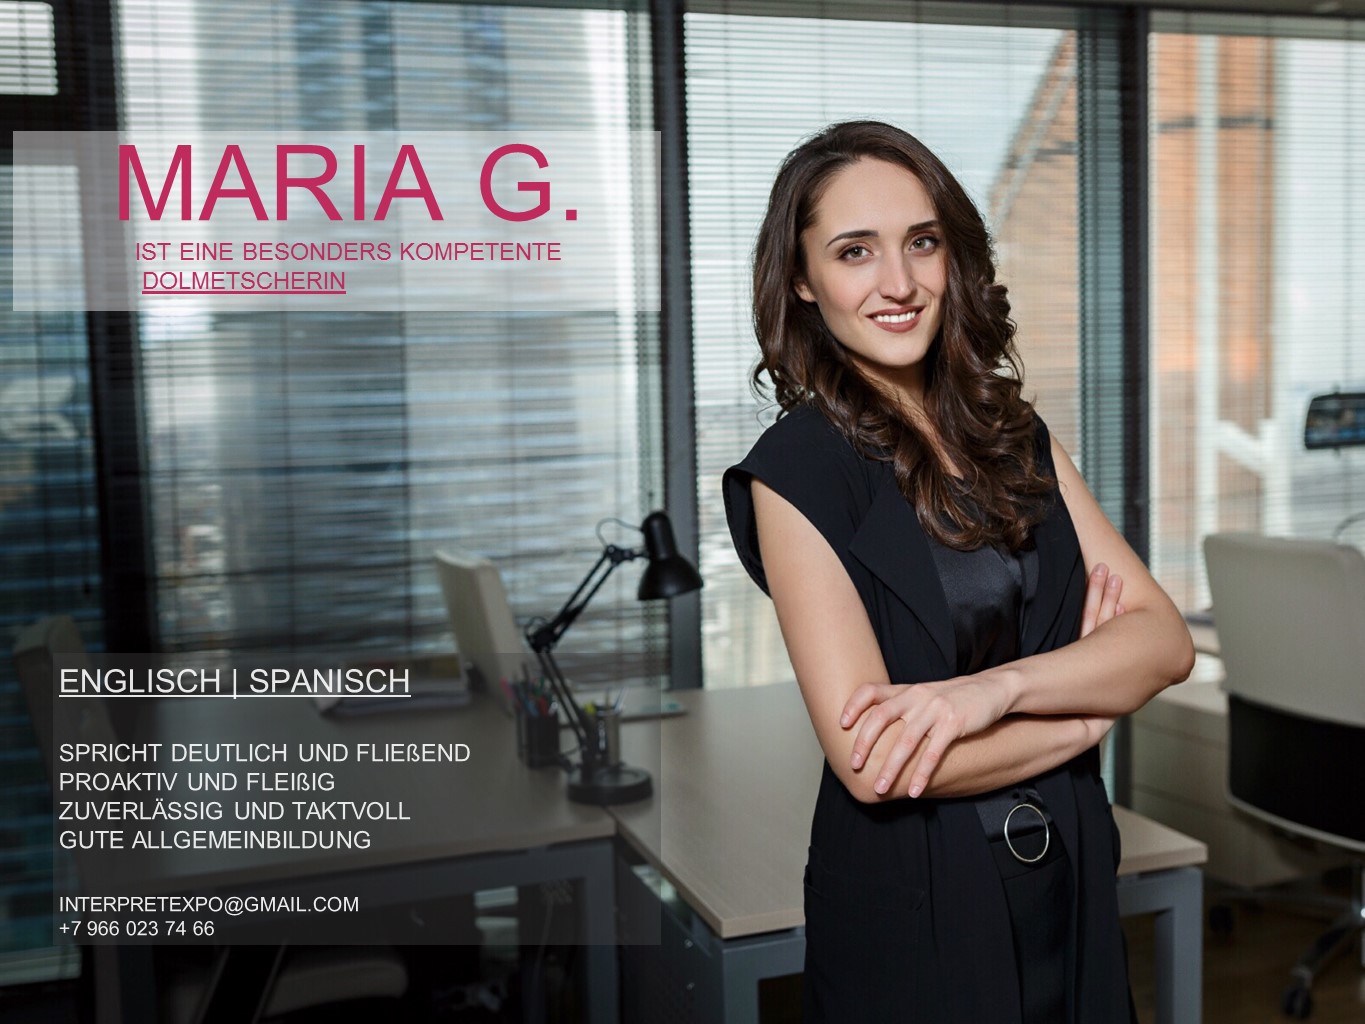 MARIA G.
IST EINE BESONDERS KOMPETENTE
DOLMETSCHERIN
ENGLISCH | SPANISCH
SPRICHT DEUTLICH UND FLIEßEND
PROAKTIV UND FLEIßIG
ZUVERLÄSSIG UND TAKTVOLL
GUTE ALLGEMEINBILDUNG
INTERPRETEXPO@GMAIL.COM
+7 966 023 74 66